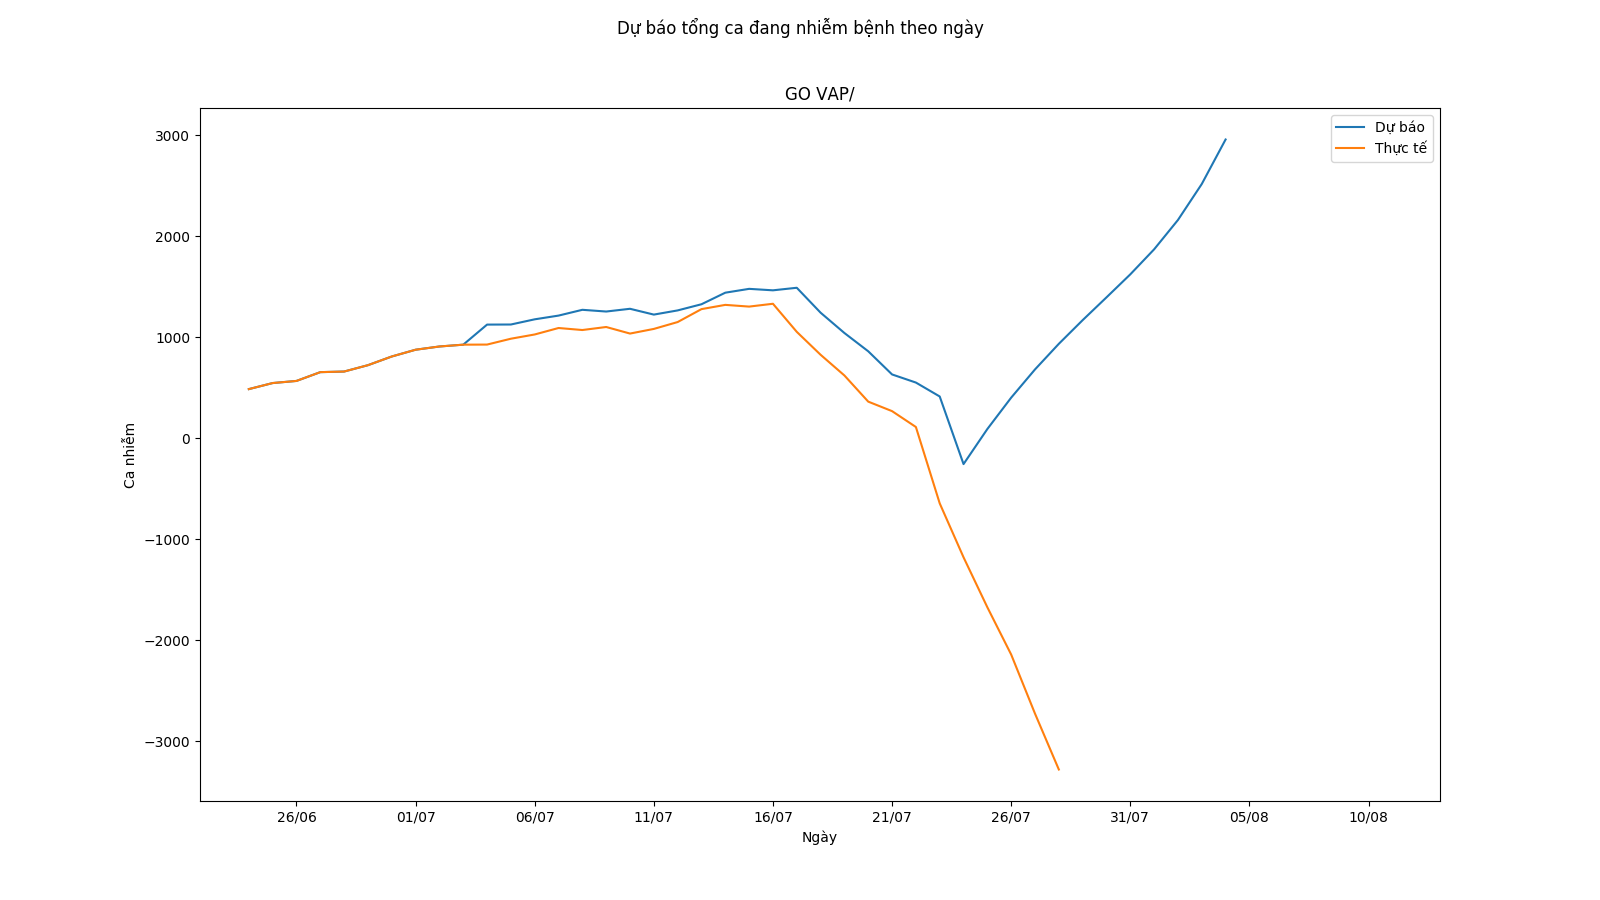 Dự báo tổng ca đang nhiễm bệnh theo ngày
GO VAP/
Dự báo
Thực tế
3000
2000
1000
0
−1000
−2000
−3000
Ca nhiễm
26/06
01/07
06/07
11/07
16/07
21/07
26/07
31/07
05/08
10/08
Ngày